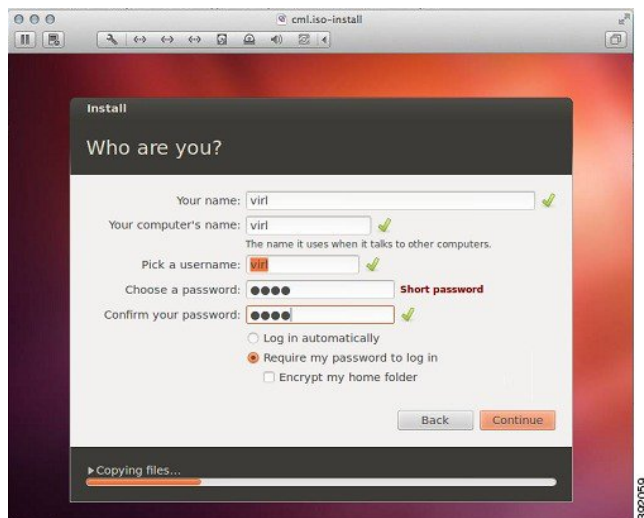 cml.iso-install
Install
Who are you?
Your name: virl
Your computer's name: virl
The name it uses when it talks to other computers.
Pick a username: virl
Choose a password: ●●●● Short password
Confirm your password: ●●●●
Log in automatically
Require my password to log in
Encrypt my home folder
Back Continue
Copying files...
392059